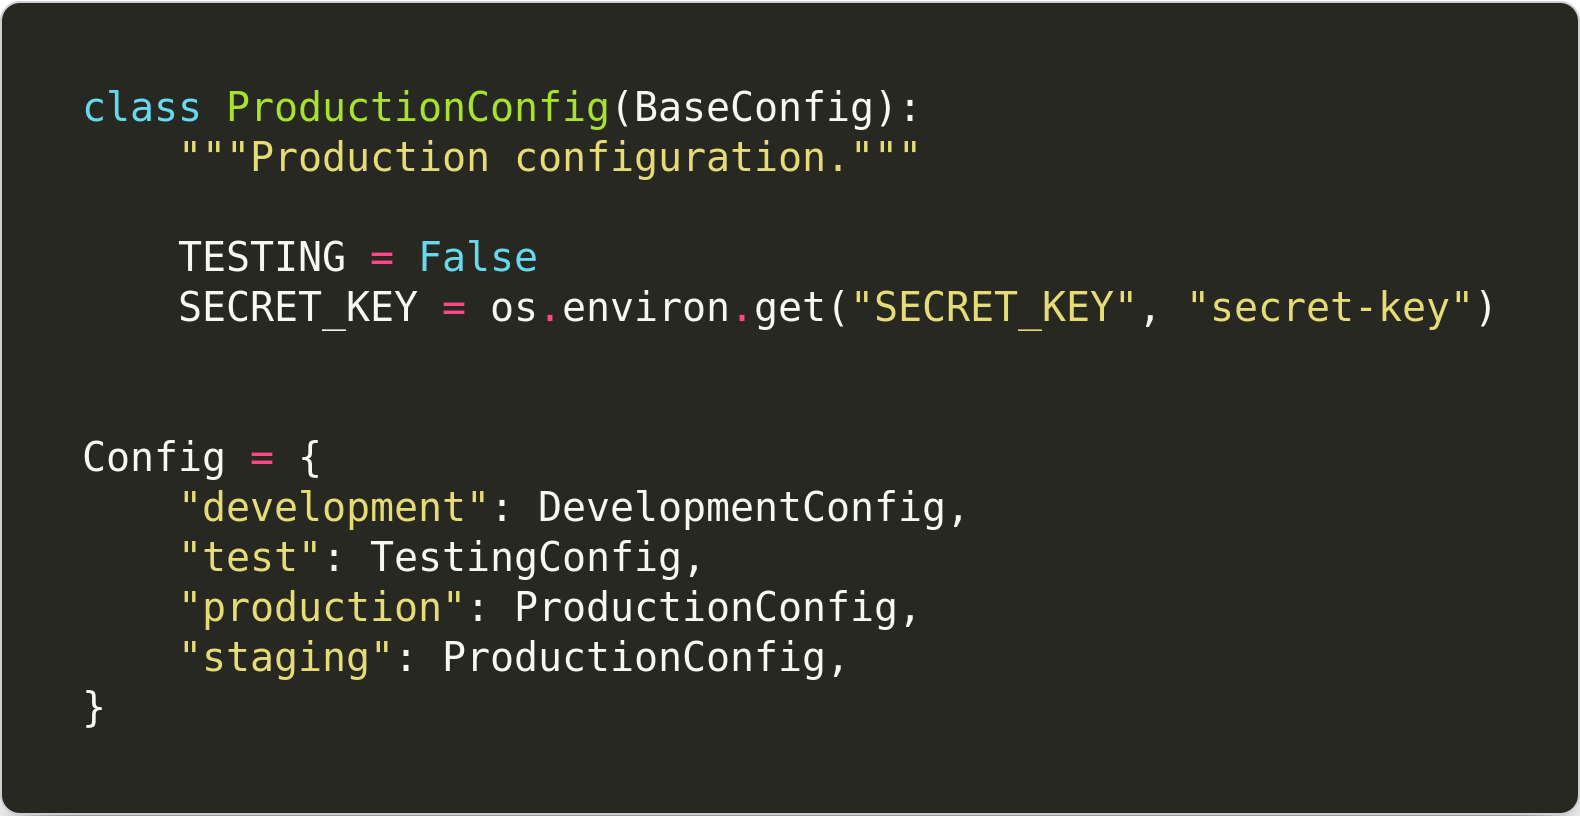 class ProductionConfig(BaseConfig):
    """Production configuration."""

    TESTING = False
    SECRET_KEY = os.environ.get("SECRET_KEY", "secret-key")


Config = {
    "development": DevelopmentConfig,
    "test": TestingConfig,
    "production": ProductionConfig,
    "staging": ProductionConfig,
}